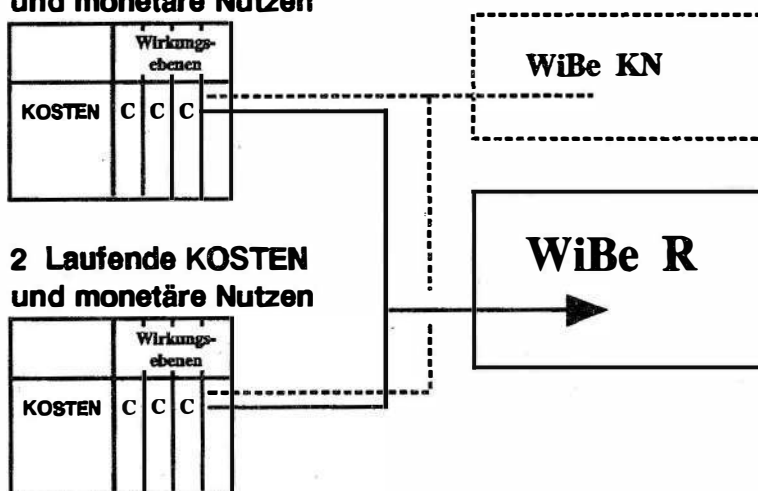 und monetäre Nutzen
Wirkungs-
ebenen
KOSTEN C C C
WiBe KN
WiBe R
2 Laufende KOSTEN
und monetäre Nutzen
Wirkungs-
ebenen
KOSTEN C C C